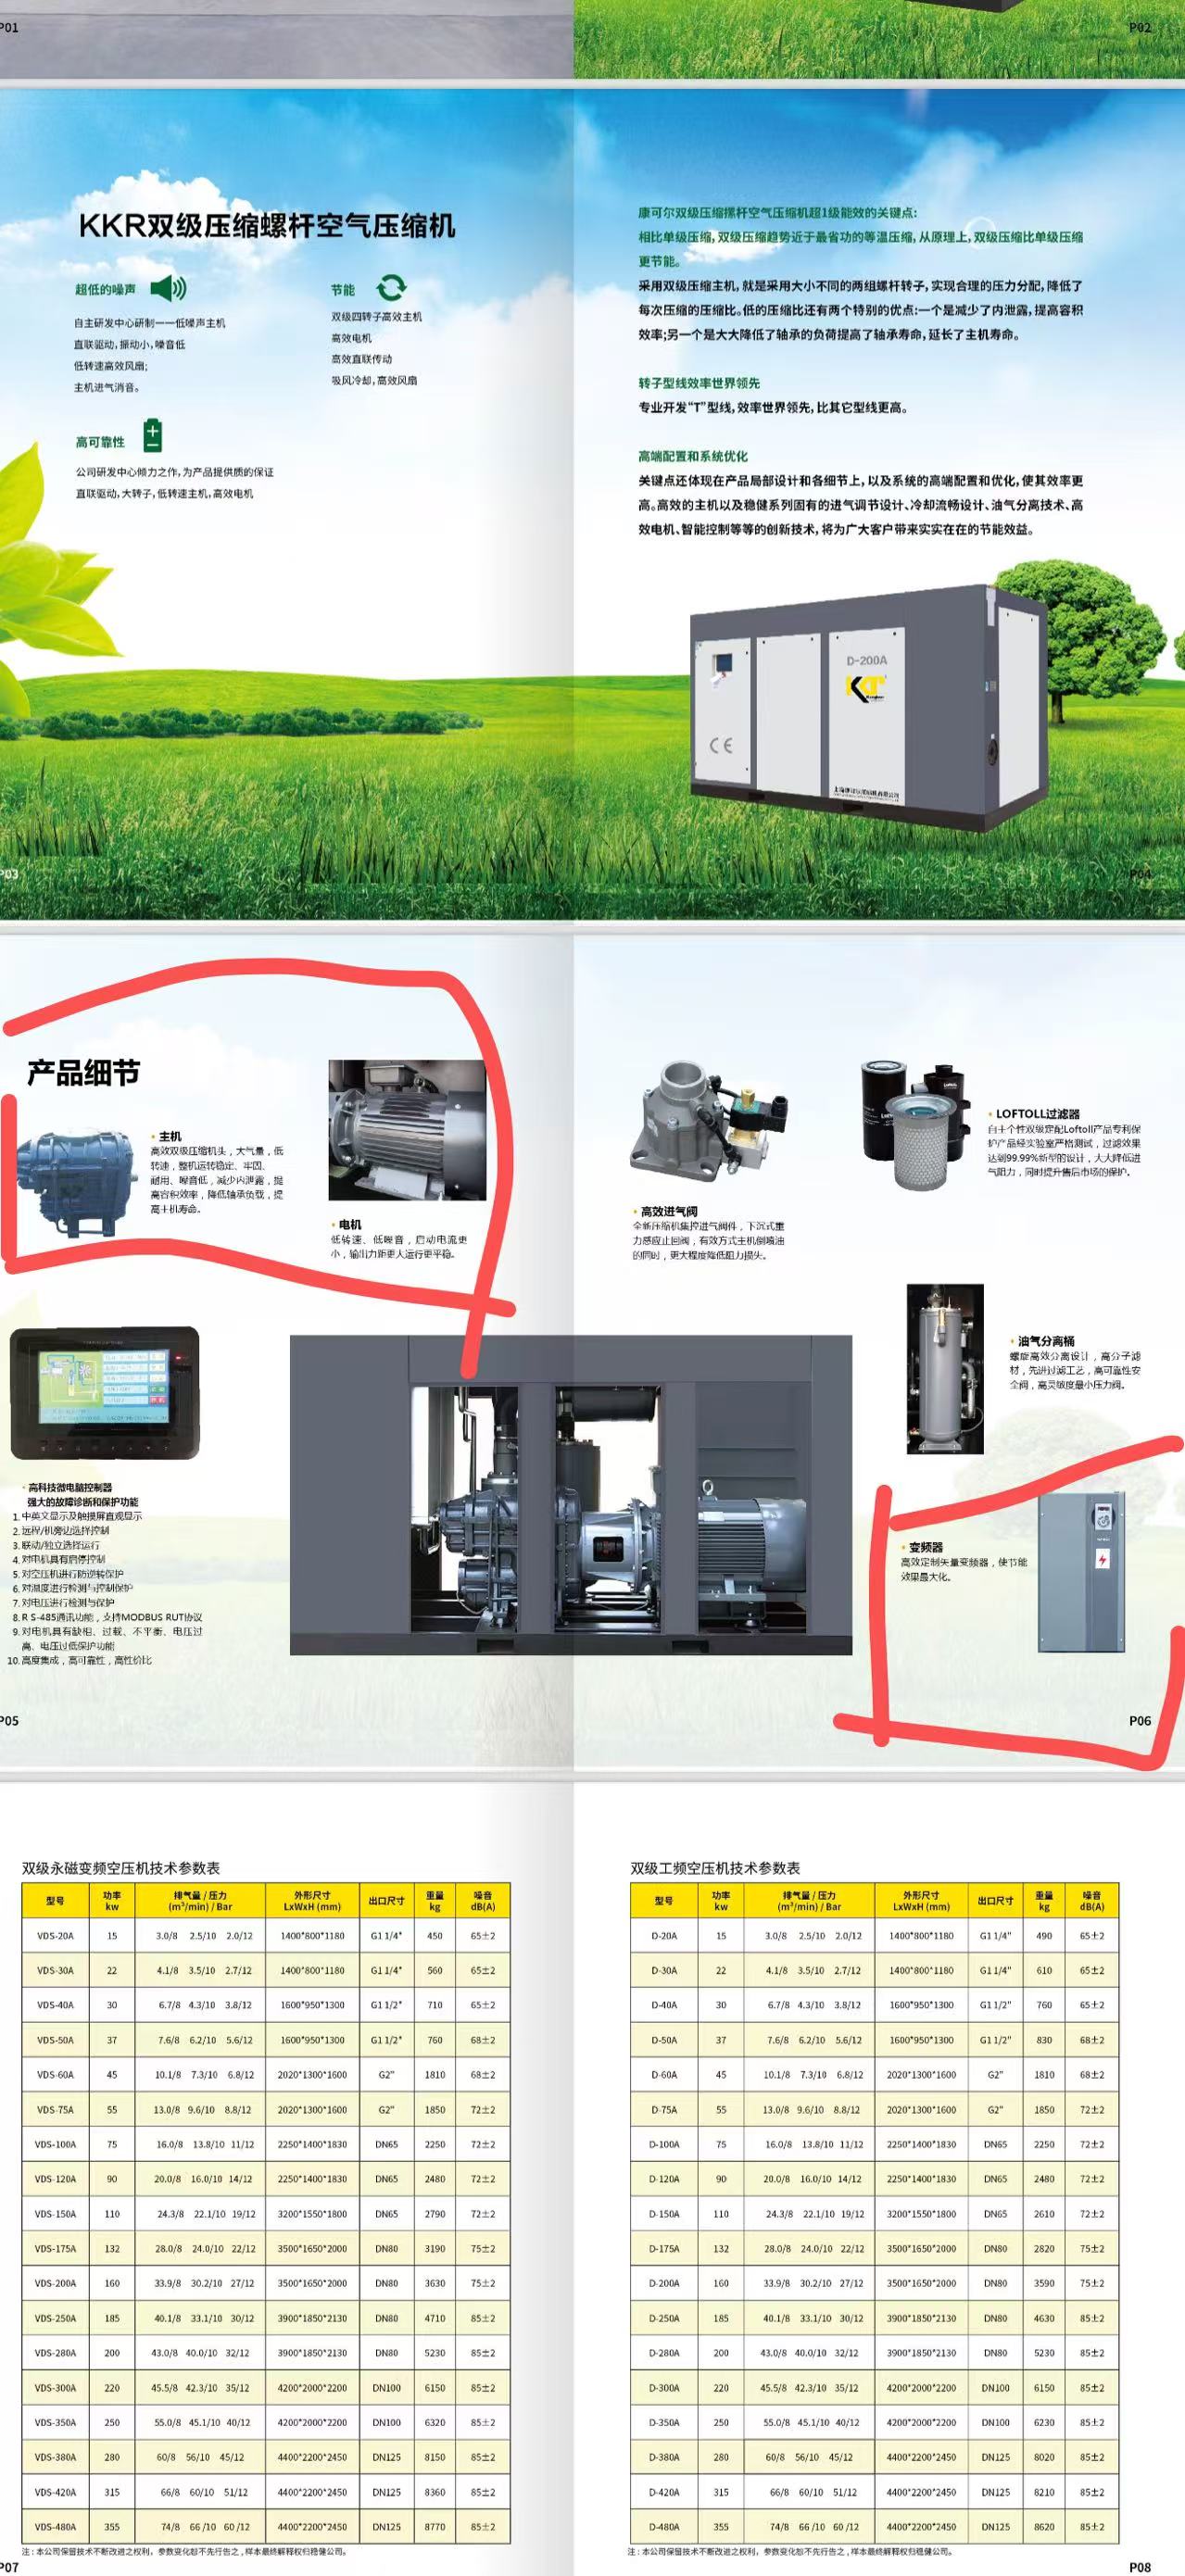 P01
P02
KKR双级压缩螺杆空气压缩机
超低的噪声
自主研发中心研制一一低噪声主机
直联驱动,振动小,噪音低
低转速高效风扇;
主机进气消音。
节能
双级四转子高效主机
高效电机
高效直联传动
吸风冷却,高效风扇
高可靠性
公司研发中心倾力之作,为产品提供质的保证
直联驱动,大转子,低转速主机,高效电机
P03
康可尔双级压缩摞杆空气压缩机超1级能效的关键点:
相比单级压缩,双级压缩趋势近于最省功的等温压缩,从原理上,双级压缩比单级压缩
更节能。
采用双级压缩主机,就是采用大小不同的两组螺杆转子,实现合理的压力分配,降低了
每次压缩的压缩比。低的压缩比还有两个特别的优点:一个是减少了内泄露,提高容积
效率;另一个是大大降低了轴承的负荷提高了轴承寿命,延长了主机寿命。
转子型线效率世界领先
专业开发“T”型线,效率世界领先,比其它型线更高。
高端配置和系统优化
关键点还体现在产品局部设计和各细节上,以及系统的高端配置和优化,使其效率更
高。高效的主机以及稳健系列固有的进气调节设计、冷却流畅设计、油气分离技术、高
效电机、智能控制等等的创新技术,将为广大客户带来实实在在的节能效益。
D-200A
KT
CE
P04
产品细节
· 主机
高效双级压缩机头，大气量，低
转速，整机运转稳定、牢固、
耐用、噪音低，减少内泄露，提
高容积效率，降低轴承负载，提
高主机寿命。
· 电机
低转速、低噪音，启动电流更
小，输出力距更大运行更平稳。
· 高科技微电脑控制器
强大的故障诊断和保护功能
1. 中英文显示及触摸屏直观显示
2. 远程/机旁边选择控制
3. 联动/独立选择运行
4. 对电机具有启停控制
5. 对空压机进行防逆转保护
6. 对温度进行检测与控制保护
7. 对电压进行检测与保护
8. R S-485通讯功能，支持MODBUS RUT协议
9. 对电机具有缺相、过载、不平衡、电压过
高、电压过低保护功能
10. 高度集成，高可靠性，高性价比
P05
· 高效进气阀
全新压缩机集控进气阀件，下沉式重
力感应止回阀，有效方式主机倒喷油
的同时，更大程度降低阻力损失。
· LOFTOLL过滤器
自主个性双级定配Loftoll产品专利保
护产品经实验室严格测试，过滤效果
达到99.99%新型的设计，大大降低进
气阻力，同时提升售后市场的保护。
· 油气分离桶
螺旋高效分离设计，高分子滤
材，先进过滤工艺，高可靠性安
全阀，高灵敏度最小压力阀。
· 变频器
高效定制矢量变频器，使节能
效果最大化。
P06
双级永磁变频空压机技术参数表
型号 功率 kw 排气量 / 压力 (m³/min) / Bar 外形尺寸 LxWxH (mm) 出口尺寸 重量 kg 噪音 dB(A)
VDS-20A 15 3.0/8 2.5/10 2.0/12 1400*800*1180 G1 1/4" 450 65±2
VDS-30A 22 4.1/8 3.5/10 2.7/12 1400*800*1180 G1 1/4" 560 65±2
VDS-40A 30 6.7/8 4.3/10 3.8/12 1600*950*1300 G1 1/2" 710 65±2
VDS-50A 37 7.6/8 6.2/10 5.6/12 1600*950*1300 G1 1/2" 760 68±2
VDS-60A 45 10.1/8 7.3/10 6.8/12 2020*1300*1600 G2" 1810 68±2
VDS-75A 55 13.0/8 9.6/10 8.8/12 2020*1300*1600 G2" 1850 72±2
VDS-100A 75 16.0/8 13.8/10 11/12 2250*1400*1830 DN65 2250 72±2
VDS-120A 90 20.0/8 16.0/10 14/12 2250*1400*1830 DN65 2480 72±2
VDS-150A 110 24.3/8 22.1/10 19/12 3200*1550*1800 DN65 2790 72±2
VDS-175A 132 28.0/8 24.0/10 22/12 3500*1650*2000 DN80 3190 75±2
VDS-200A 160 33.9/8 30.2/10 27/12 3500*1650*2000 DN80 3630 75±2
VDS-250A 185 40.1/8 33.1/10 30/12 3900*1850*2130 DN80 4710 85±2
VDS-280A 200 43.0/8 40.0/10 32/12 3900*1850*2130 DN80 5230 85±2
VDS-300A 220 45.5/8 42.3/10 35/12 4200*2000*2200 DN100 6150 85±2
VDS-350A 250 55.0/8 45.1/10 40/12 4200*2000*2200 DN100 6320 85±2
VDS-380A 280 60/8 56/10 45/12 4400*2200*2450 DN125 8150 85±2
VDS-420A 315 66/8 60/10 51/12 4400*2200*2450 DN125 8360 85±2
VDS-480A 355 74/8 66 /10 60 /12 4400*2200*2450 DN125 8770 85±2
注：本公司保留技术不断改进之权利，参数变化恕不先行告之，样本最终解释权归稳健公司。
P07
双级工频空压机技术参数表
型号 功率 kw 排气量 / 压力 (m³/min) / Bar 外形尺寸 LxWxH (mm) 出口尺寸 重量 kg 噪音 dB(A)
D-20A 15 3.0/8 2.5/10 2.0/12 1400*800*1180 G1 1/4" 490 65±2
D-30A 22 4.1/8 3.5/10 2.7/12 1400*800*1180 G1 1/4" 610 65±2
D-40A 30 6.7/8 4.3/10 3.8/12 1600*950*1300 G1 1/2" 760 65±2
D-50A 37 7.6/8 6.2/10 5.6/12 1600*950*1300 G1 1/2" 830 68±2
D-60A 45 10.1/8 7.3/10 6.8/12 2020*1300*1600 G2" 1810 68±2
D-75A 55 13.0/8 9.6/10 8.8/12 2020*1300*1600 G2" 1850 72±2
D-100A 75 16.0/8 13.8/10 11/12 2250*1400*1830 DN65 2250 72±2
D-120A 90 20.0/8 16.0/10 14/12 2250*1400*1830 DN65 2480 72±2
D-150A 110 24.3/8 22.1/10 19/12 3200*1550*1800 DN65 2610 72±2
D-175A 132 28.0/8 24.0/10 22/12 3500*1650*2000 DN80 2820 75±2
D-200A 160 33.9/8 30.2/10 27/12 3500*1650*2000 DN80 3590 75±2
D-250A 185 40.1/8 33.1/10 30/12 3900*1850*2130 DN80 4630 85±2
D-280A 200 43.0/8 40.0/10 32/12 3900*1850*2130 DN80 5230 85±2
D-300A 220 45.5/8 42.3/10 35/12 4200*2000*2200 DN100 6150 85±2
D-350A 250 55.0/8 45.1/10 40/12 4200*2000*2200 DN100 6230 85±2
D-380A 280 60/8 56/10 45/12 4400*2200*2450 DN125 8020 85±2
D-420A 315 66/8 60/10 51/12 4400*2200*2450 DN125 8210 85±2
D-480A 355 74/8 66 /10 60 /12 4400*2200*2450 DN125 8620 85±2
注：本公司保留技术不断改进之权利，参数变化恕不先行告之，样本最终解释权归稳健公司。
P08